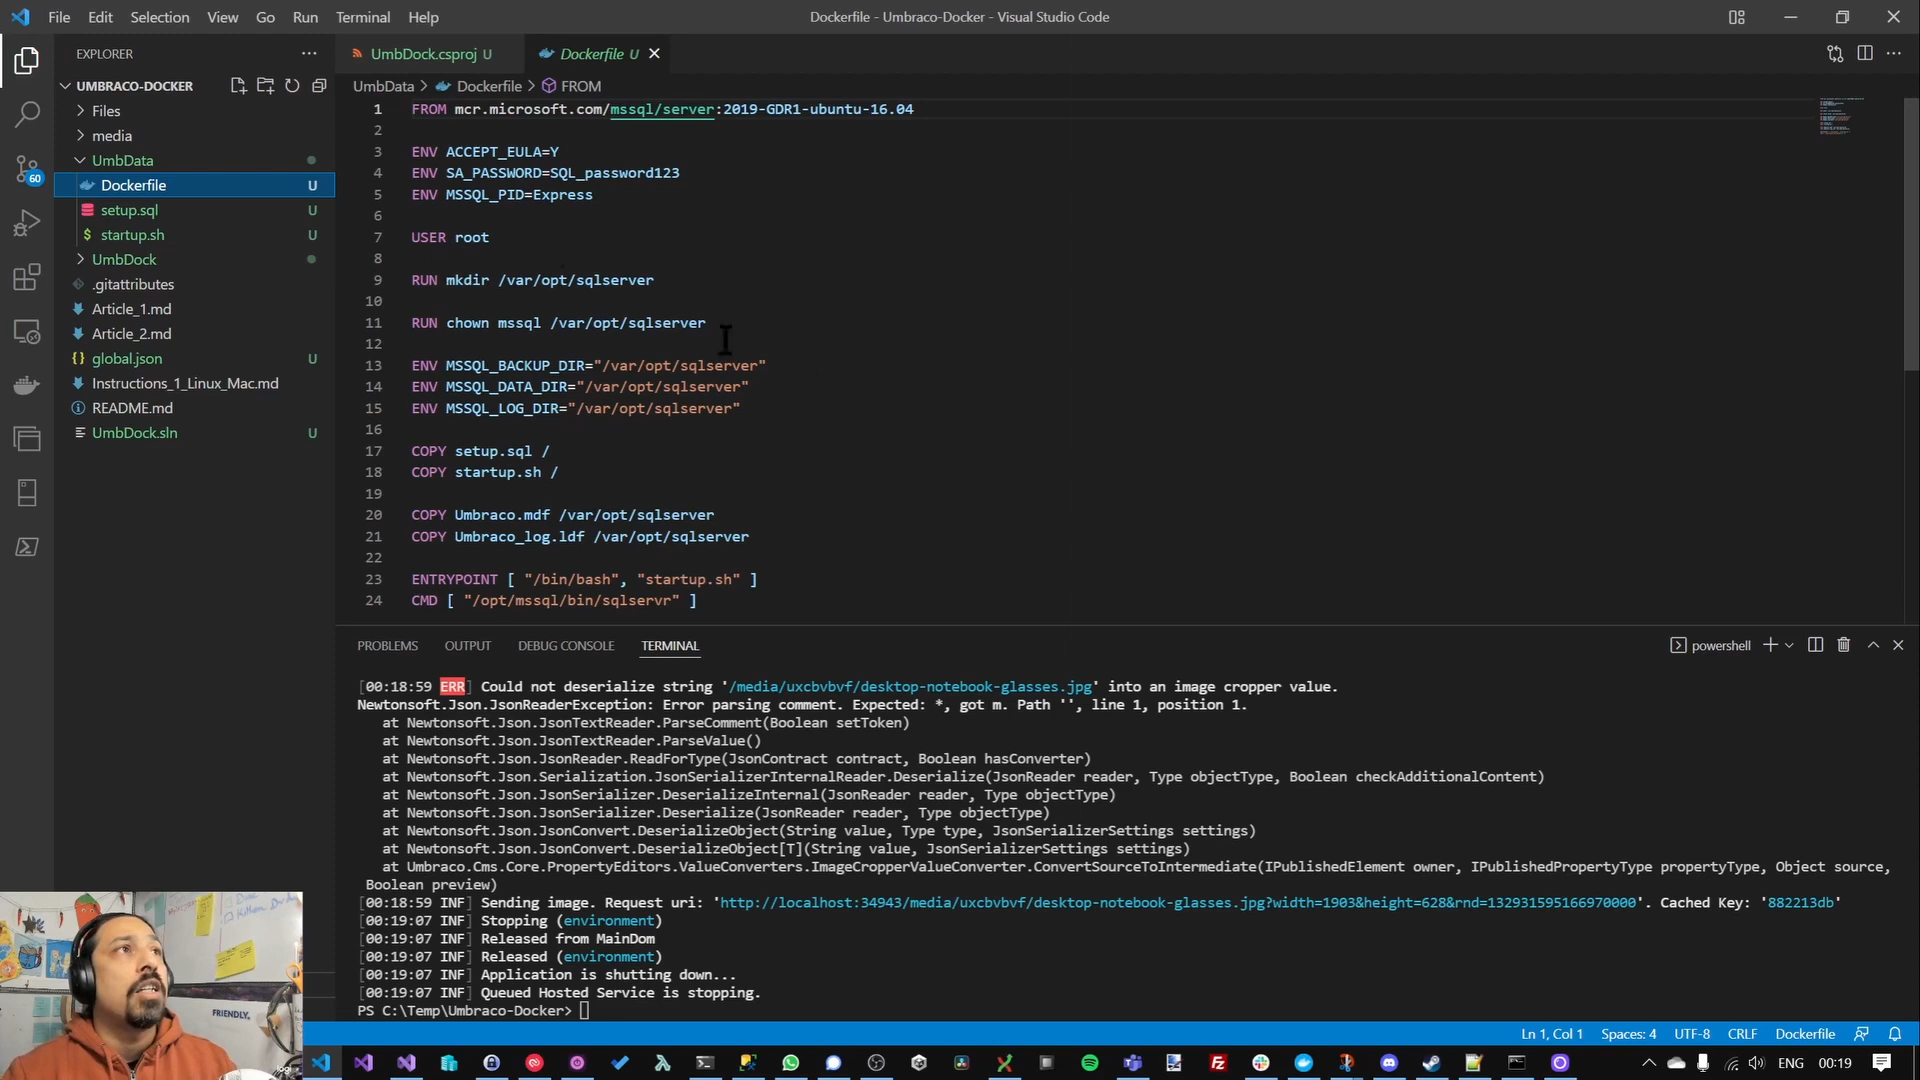 File Edit Selection View Go Run Terminal Help
Dockerfile - Umbraco-Docker - Visual Studio Code
EXPLORER
UMBRACO-DOCKER
Files
media
UmbData
Dockerfile U
setup.sql U
startup.sh U
UmbDock
.gitattributes
Article_1.md
Article_2.md
global.json U
Instructions_1_Linux_Mac.md
README.md
UmbDock.sln U
60
UmbDock.csproj U
Dockerfile U
UmbData > Dockerfile > FROM
1 FROM mcr.microsoft.com/mssql/server:2019-GDR1-ubuntu-16.04
2
3 ENV ACCEPT_EULA=Y
4 ENV SA_PASSWORD=SQL_password123
5 ENV MSSQL_PID=Express
6
7 USER root
8
9 RUN mkdir /var/opt/sqlserver
10
11 RUN chown mssql /var/opt/sqlserver
12
13 ENV MSSQL_BACKUP_DIR="/var/opt/sqlserver"
14 ENV MSSQL_DATA_DIR="/var/opt/sqlserver"
15 ENV MSSQL_LOG_DIR="/var/opt/sqlserver"
16
17 COPY setup.sql /
18 COPY startup.sh /
19
20 COPY Umbraco.mdf /var/opt/sqlserver
21 COPY Umbraco_log.ldf /var/opt/sqlserver
22
23 ENTRYPOINT [ "/bin/bash", "startup.sh" ]
24 CMD [ "/opt/mssql/bin/sqlservr" ]
PROBLEMS OUTPUT DEBUG CONSOLE TERMINAL
powershell
[00:18:59 ERR] Could not deserialize string '/media/uxcbvbvf/desktop-notebook-glasses.jpg' into an image cropper value.
Newtonsoft.Json.JsonReaderException: Error parsing comment. Expected: *, got m. Path '', line 1, position 1.
at Newtonsoft.Json.JsonTextReader.ParseComment(Boolean setToken)
at Newtonsoft.Json.JsonTextReader.ParseValue()
at Newtonsoft.Json.JsonReader.ReadForType(JsonContract contract, Boolean hasConverter)
at Newtonsoft.Json.Serialization.JsonSerializerInternalReader.Deserialize(JsonReader reader, Type objectType, Boolean checkAdditionalContent)
at Newtonsoft.Json.JsonSerializer.DeserializeInternal(JsonReader reader, Type objectType)
at Newtonsoft.Json.JsonSerializer.Deserialize(JsonReader reader, Type objectType)
at Newtonsoft.Json.JsonConvert.DeserializeObject(String value, Type type, JsonSerializerSettings settings)
at Newtonsoft.Json.JsonConvert.DeserializeObject[T](String value, JsonSerializerSettings settings)
at Umbraco.Cms.Core.PropertyEditors.ValueConverters.ImageCropperValueConverter.ConvertSourceToIntermediate(IPublishedElement owner, IPublishedPropertyType propertyType, Object source,
Boolean preview)
[00:18:59 INF] Sending image. Request uri: 'http://localhost:34943/media/uxcbvbvf/desktop-notebook-glasses.jpg?width=1903&height=628&rnd=132931595166970000'. Cached Key: '882213db'
[00:19:07 INF] Stopping (environment)
[00:19:07 INF] Released from MainDom
[00:19:07 INF] Released (environment)
[00:19:07 INF] Application is shutting down...
[00:19:07 INF] Queued Hosted Service is stopping.
PS C:\Temp\Umbraco-Docker>
FRIENDLY,
logi
Ln 1, Col 1 Spaces: 4 UTF-8 CRLF Dockerfile
ENG 00:19